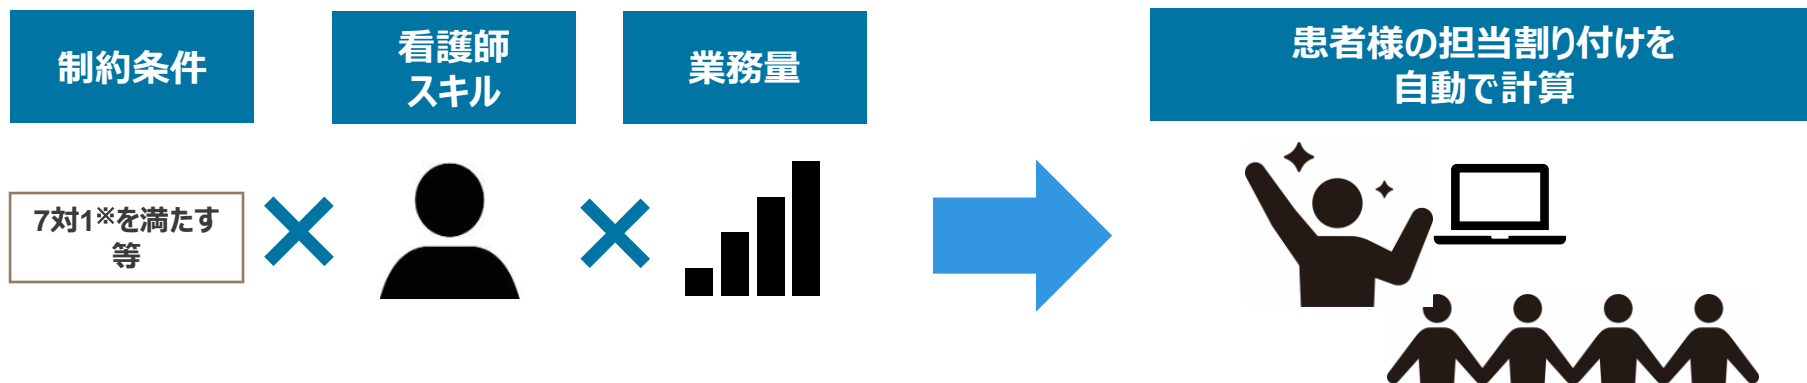 制約条件
看護師
スキル
業務量
患者様の担当割り付けを
自動で計算
7対1※を満たす
等